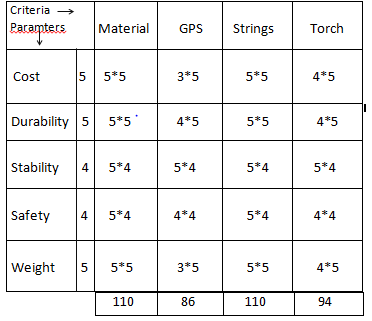 Criteria →
Paramters ↓ Material GPS Strings Torch
Cost 5 5*5 3*5 5*5 4*5
Durability 5 5*5 4*5 5*5 4*5
Stability 4 5*4 5*4 5*4 5*4
Safety 4 5*4 4*4 5*4 4*4
Weight 5 5*5 3*5 5*5 4*5
110 86 110 94